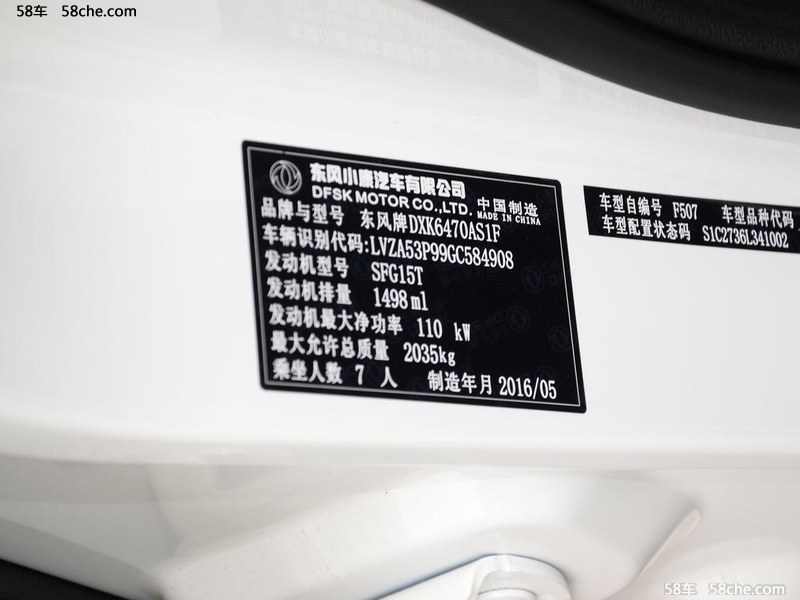 58车 58che.com
东风小康汽车有限公司
DFSK MOTOR CO.,LTD. 中国制造 MADE IN CHINA
品牌与型号 东风牌DXK6470AS1F
车辆识别代码:LVZA53P99GC584908
发动机型号 SFG15T
发动机排量 1498ml
发动机最大净功率 110 kW
最大允许总质量 2035kg
乘坐人数 7 人 制造年月 2016/05
车型自编号 F507 车型品种代码
车型配置状态码 S1C2736L341002
58车 58che.com